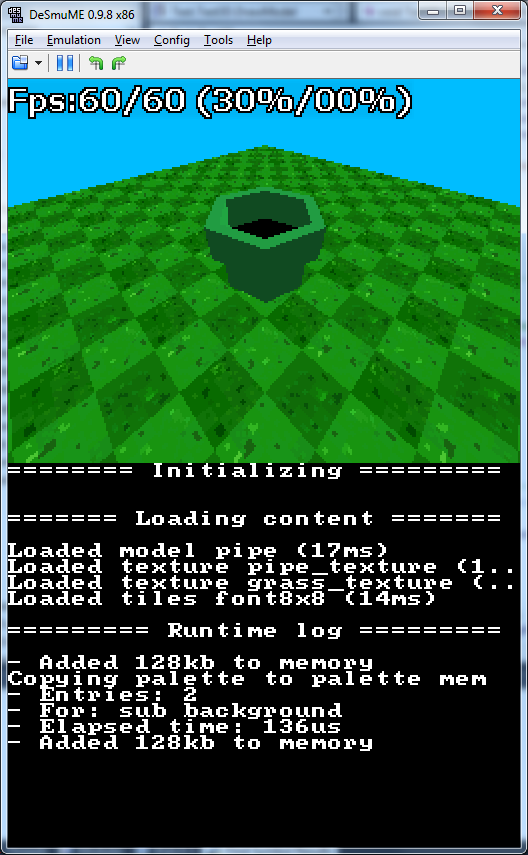 DeSmuME 0.9.8 x86
File Emulation View Config Tools Help
Fps:60/60 (30%/00%)
======== Initializing =========
======= Loading content =======
Loaded model pipe (17ms)
Loaded texture pipe_texture (1..
Loaded texture grass_texture (..
Loaded tiles font8x8 (14ms)
========= Runtime log =========
- Added 128kb to memory
Copying palette to palette mem
- Entries: 2
- For: sub background
- Elapsed time: 136us
- Added 128kb to memory